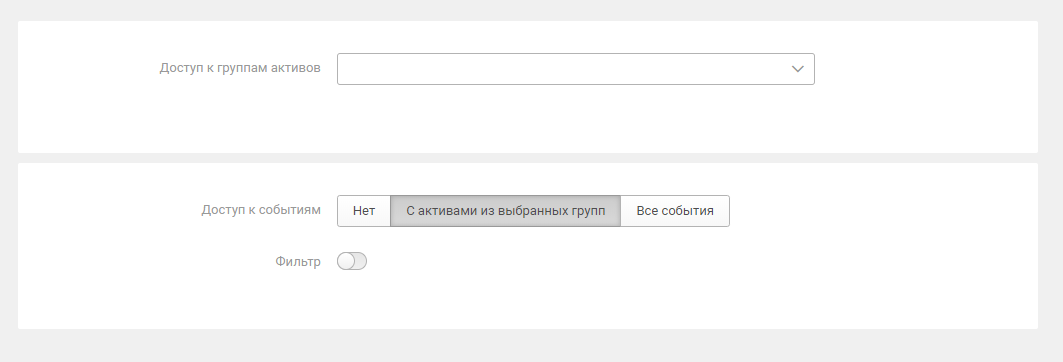 Доступ к группам активов
Доступ к событиям Нет С активами из выбранных групп Все события
Фильтр